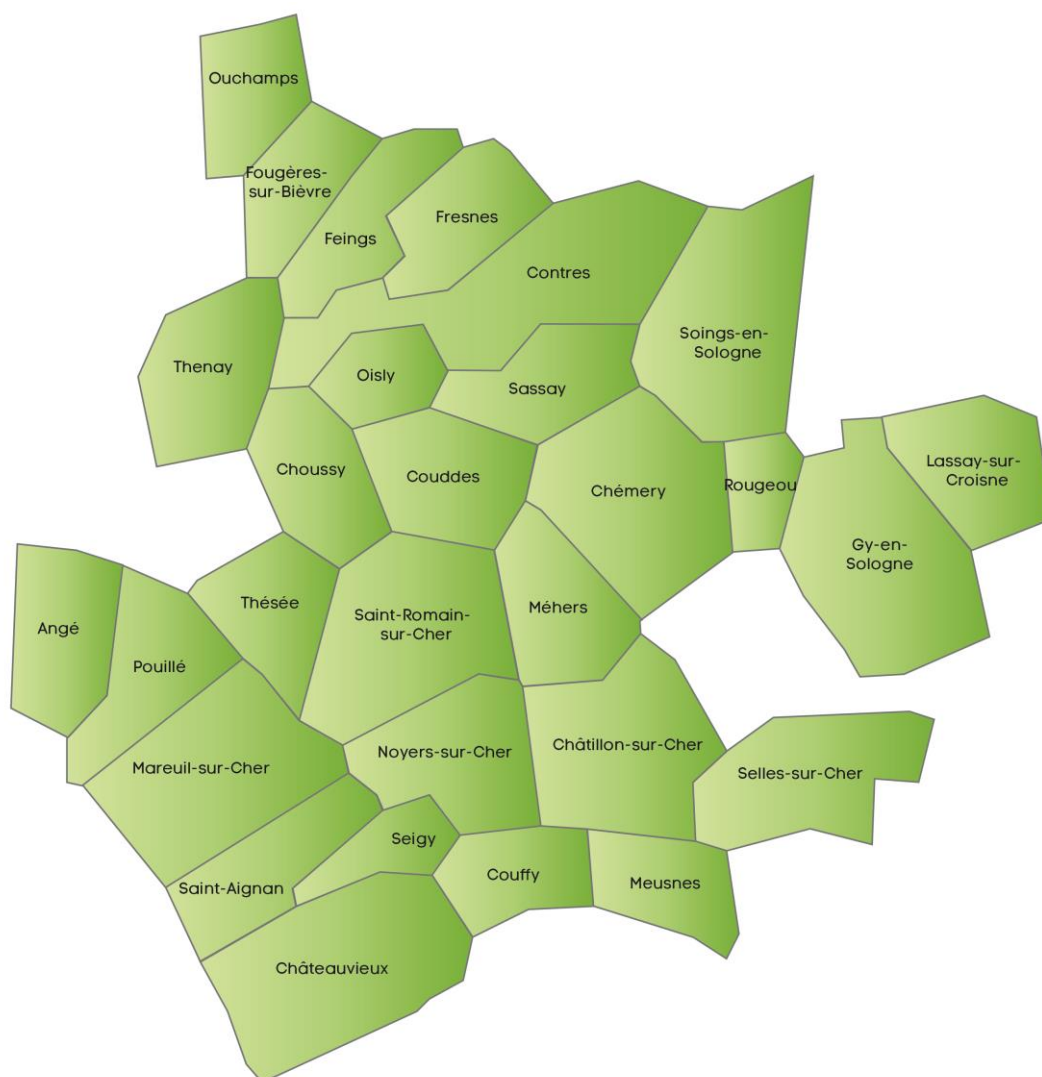 Ouchamps
Fougères-
sur-Bièvre
Feings
Fresnes
Contres
Soings-en-
Sologne
Thenay
Oisly
Sassay
Choussy
Couddes
Chémery
Rougeou
Lassay-sur-
Croisne
Gy-en-
Sologne
Angé
Pouillé
Thésée
Saint-Romain-
sur-Cher
Méhers
Mareuil-sur-Cher
Noyers-sur-Cher
Châtillon-sur-Cher
Selles-sur-Cher
Seigy
Saint-Aignan
Couffy
Meusnes
Châteauvieux